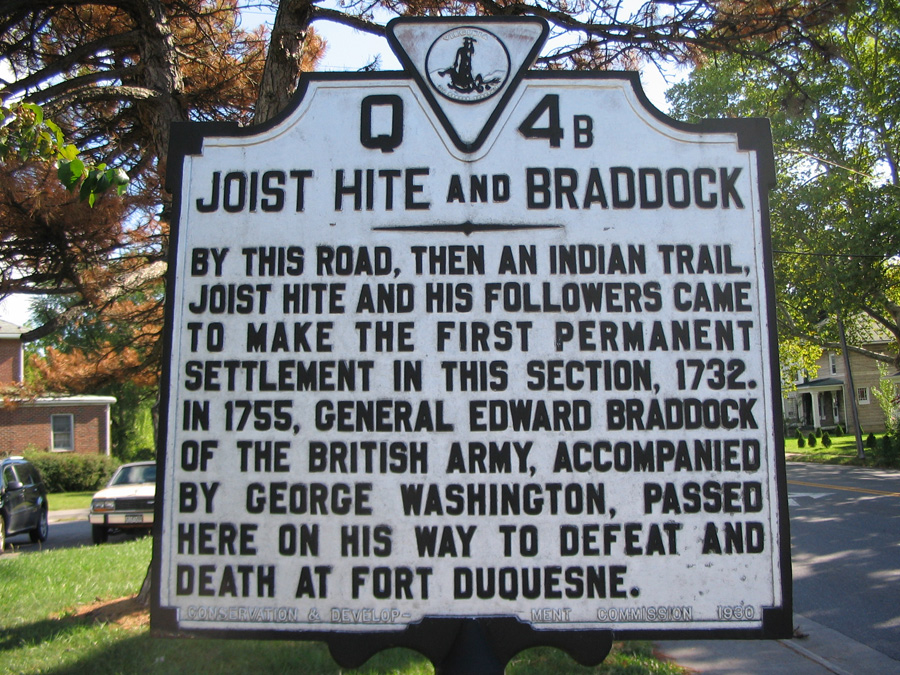 Q 4B
JOIST HITE AND BRADDOCK
BY THIS ROAD, THEN AN INDIAN TRAIL,
JOIST HITE AND HIS FOLLOWERS CAME
TO MAKE THE FIRST PERMANENT
SETTLEMENT IN THIS SECTION, 1732.
IN 1755, GENERAL EDWARD BRADDOCK
OF THE BRITISH ARMY, ACCOMPANIED
BY GEORGE WASHINGTON, PASSED
HERE ON HIS WAY TO DEFEAT AND
DEATH AT FORT DUQUESNE.
CONSERVATION & DEVELOP- MENT COMMISSION 1930